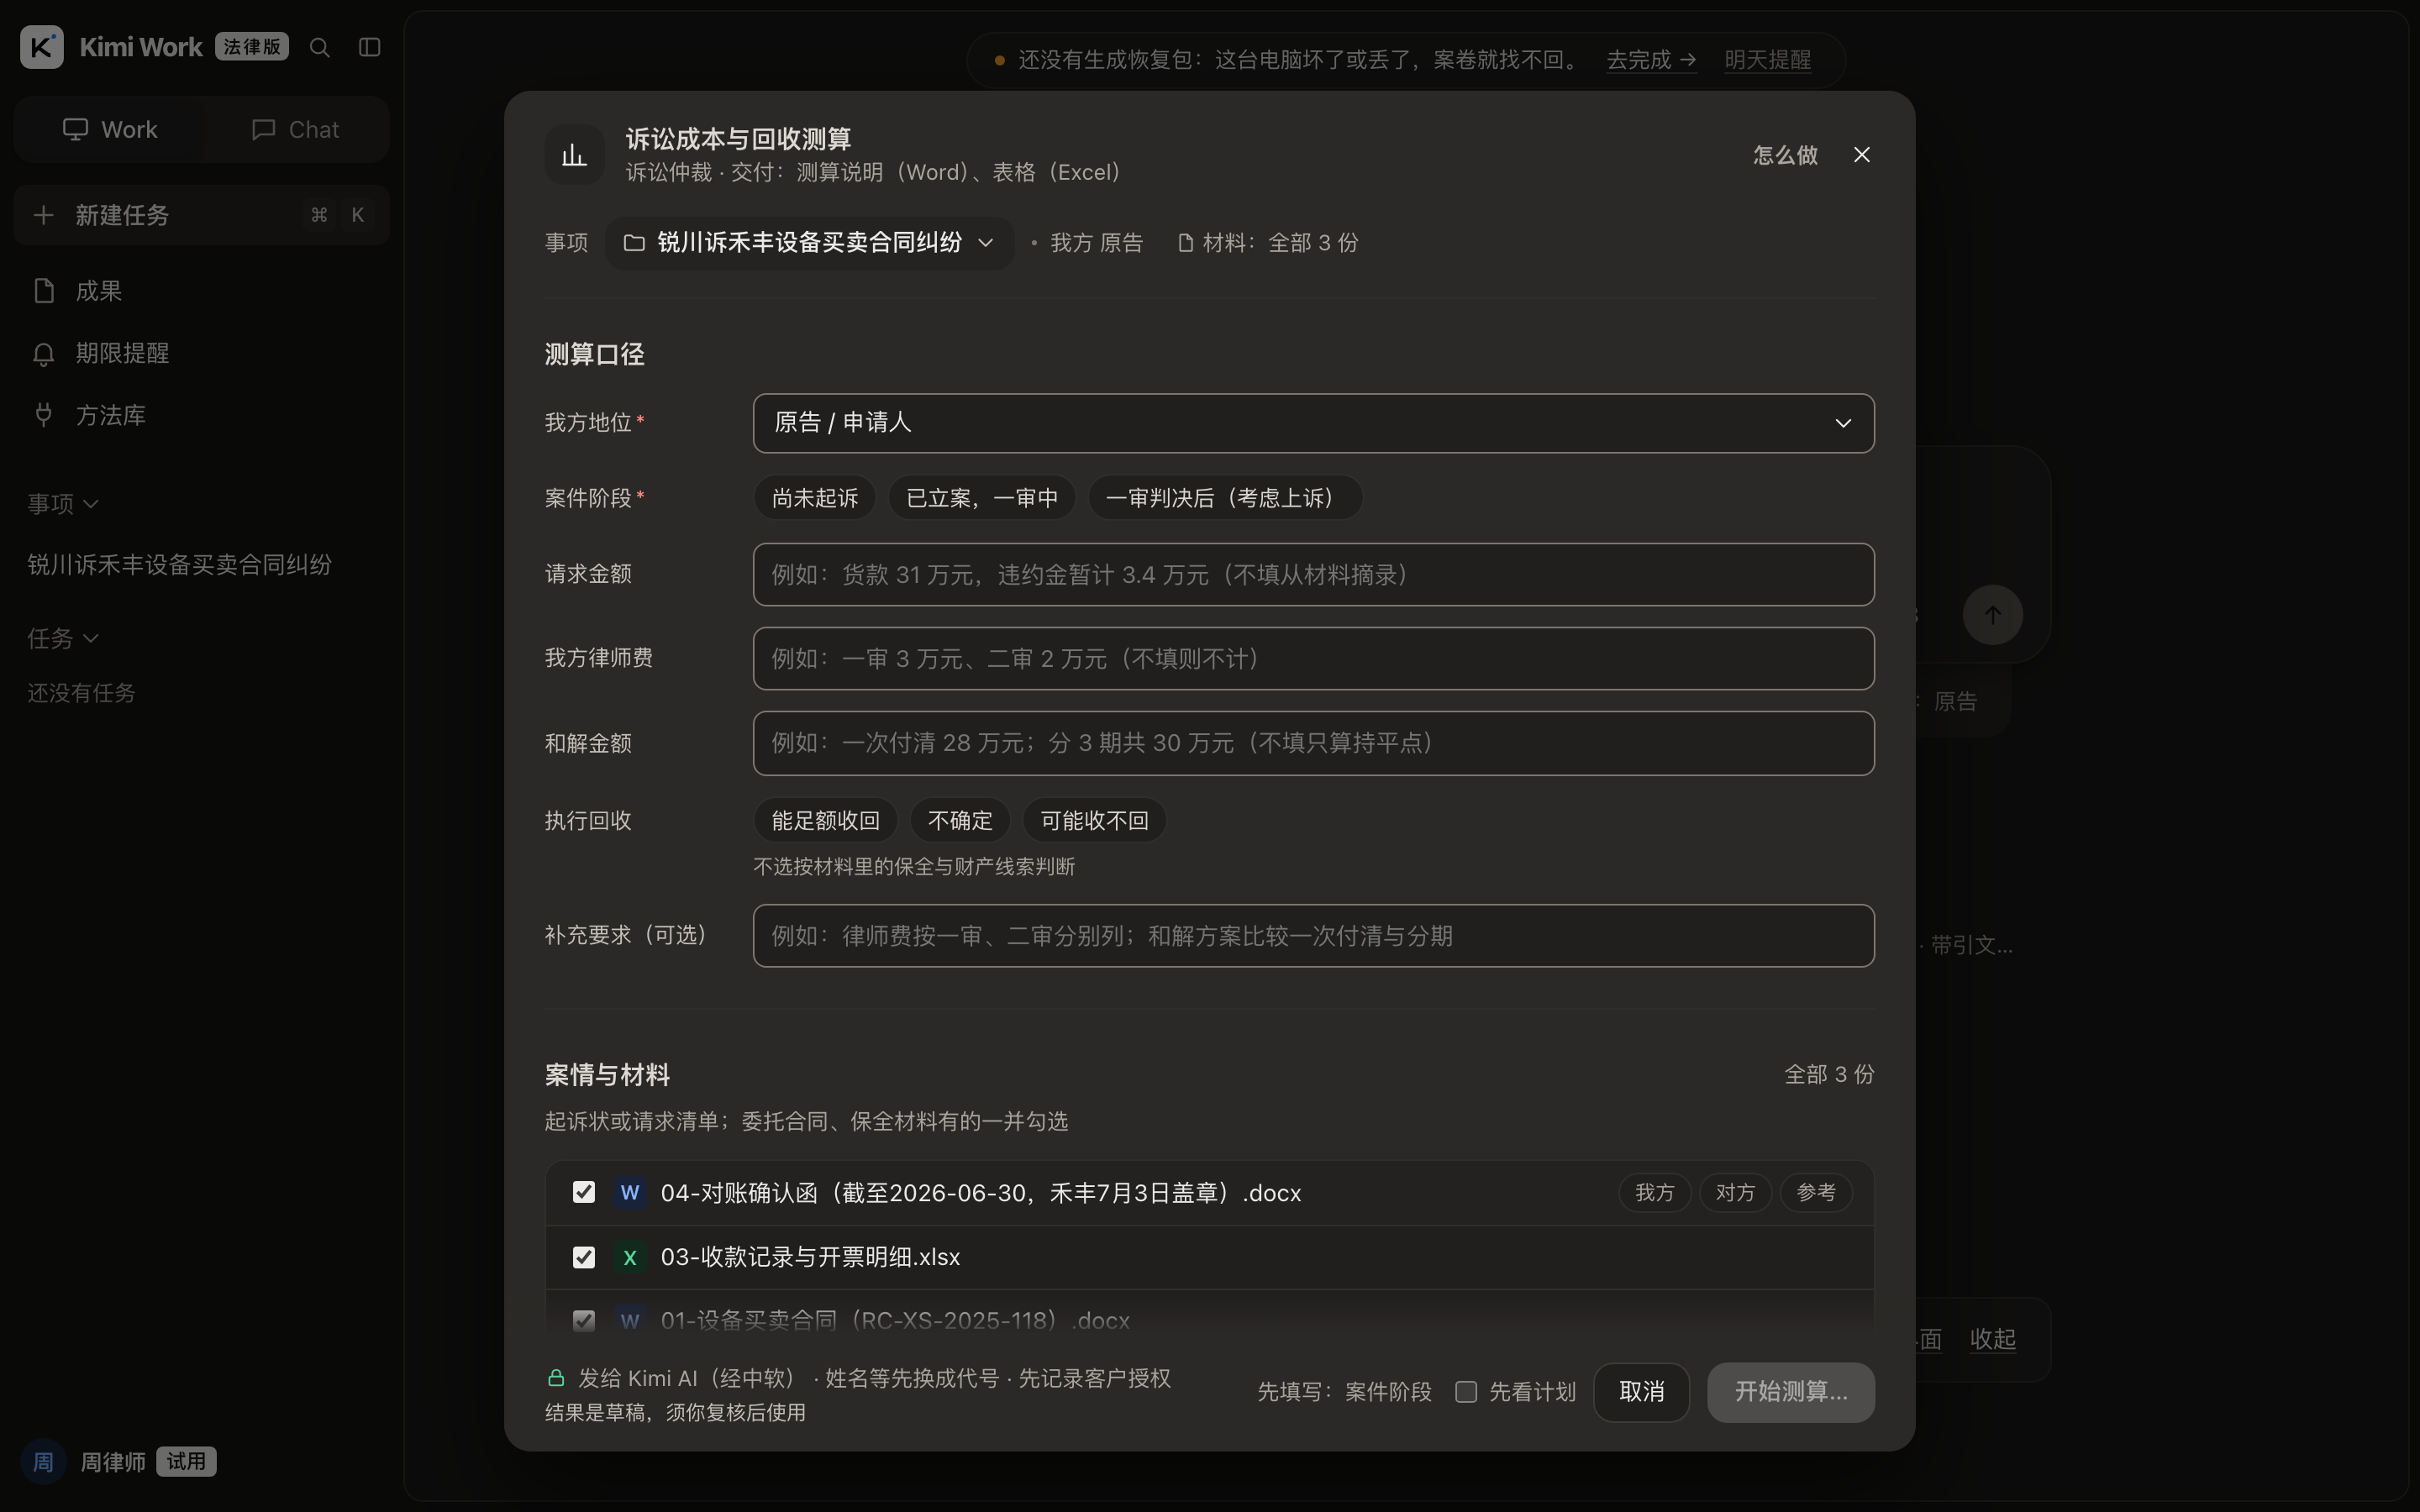 Kimi Work 法律版
Work
Chat
新建任务 ⌘ K
成果
期限提醒
方法库
事项
锐川诉禾丰设备买卖合同纠纷
任务
还没有任务
周 周律师 试用
还没有生成恢复包：这台电脑坏了或丢了，案卷就找不回。 去完成 → 明天提醒
诉讼成本与回收测算
诉讼仲裁 · 交付：测算说明（Word）、表格（Excel）
怎么做
事项 锐川诉禾丰设备买卖合同纠纷 • 我方 原告 材料：全部 3 份
测算口径
我方地位* 原告 / 申请人
案件阶段* 尚未起诉 已立案，一审中 一审判决后（考虑上诉）
请求金额 例如：货款 31 万元，违约金暂计 3.4 万元（不填从材料摘录）
我方律师费 例如：一审 3 万元、二审 2 万元（不填则不计）
和解金额 例如：一次付清 28 万元；分 3 期共 30 万元（不填只算持平点）
执行回收 能足额收回 不确定 可能收不回
不选按材料里的保全与财产线索判断
补充要求（可选） 例如：律师费按一审、二审分别列；和解方案比较一次付清与分期
案情与材料 全部 3 份
起诉状或请求清单；委托合同、保全材料有的一并勾选
W 04-对账确认函（截至2026-06-30，禾丰7月3日盖章）.docx 我方 对方 参考
X 03-收款记录与开票明细.xlsx
W 01-设备买卖合同（RC-XS-2025-118）.docx
发给 Kimi AI（经中软） · 姓名等先换成代号 · 先记录客户授权
结果是草稿，须你复核后使用
先填写：案件阶段 先看计划 取消 开始测算...
：原告
· 带引文...
面 收起